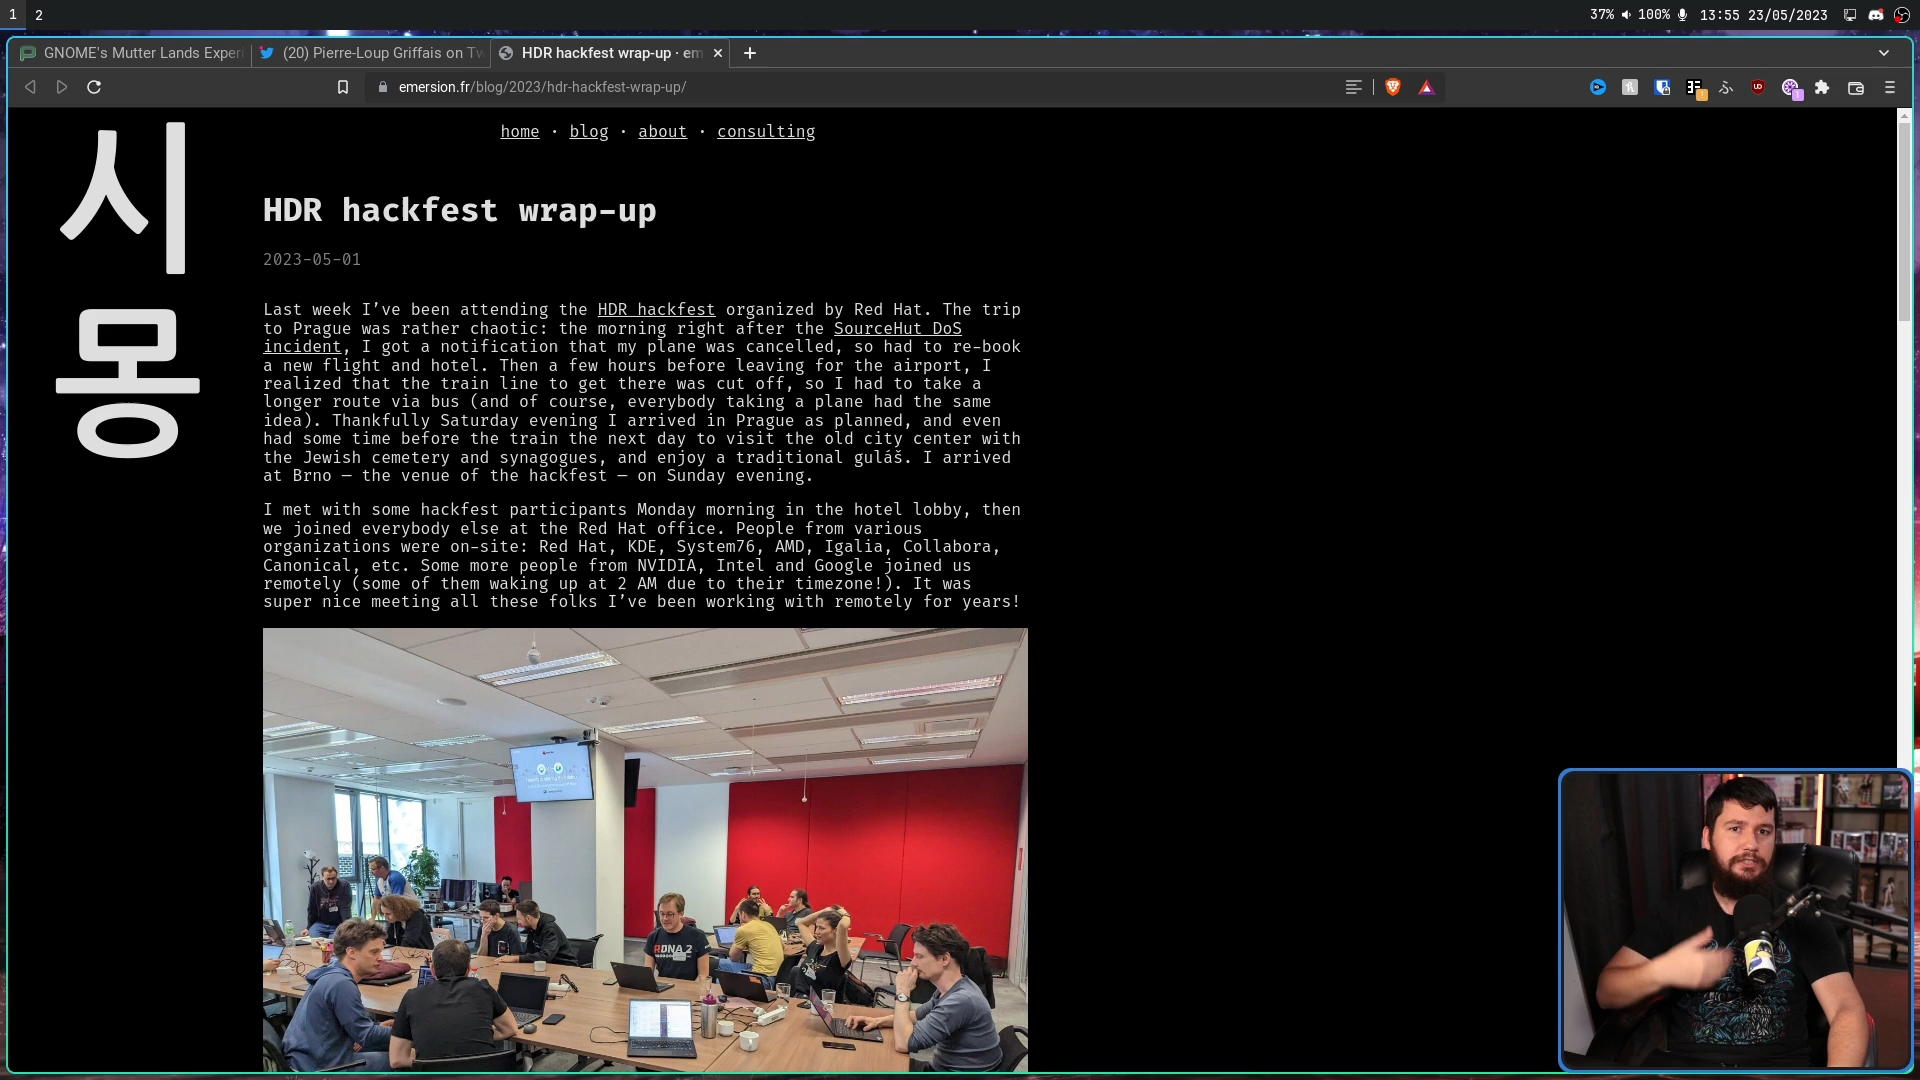 1 2 37% 100% 13:55 23/05/2023
GNOME's Mutter Lands Exper (20) Pierre-Loup Griffais on Tw HDR hackfest wrap-up · em
emersion.fr/blog/2023/hdr-hackfest-wrap-up/
시
몽
home · blog · about · consulting
HDR hackfest wrap-up
2023-05-01
Last week I’ve been attending the HDR hackfest organized by Red Hat. The trip
to Prague was rather chaotic: the morning right after the SourceHut DoS
incident, I got a notification that my plane was cancelled, so had to re-book
a new flight and hotel. Then a few hours before leaving for the airport, I
realized that the train line to get there was cut off, so I had to take a
longer route via bus (and of course, everybody taking a plane had the same
idea). Thankfully Saturday evening I arrived in Prague as planned, and even
had some time before the train the next day to visit the old city center with
the Jewish cemetery and synagogues, and enjoy a traditional guláš. I arrived
at Brno — the venue of the hackfest — on Sunday evening.
I met with some hackfest participants Monday morning in the hotel lobby, then
we joined everybody else at the Red Hat office. People from various
organizations were on-site: Red Hat, KDE, System76, AMD, Igalia, Collabora,
Canonical, etc. Some more people from NVIDIA, Intel and Google joined us
remotely (some of them waking up at 2 AM due to their timezone!). It was
super nice meeting all these folks I’ve been working with remotely for years!
RDNA 2